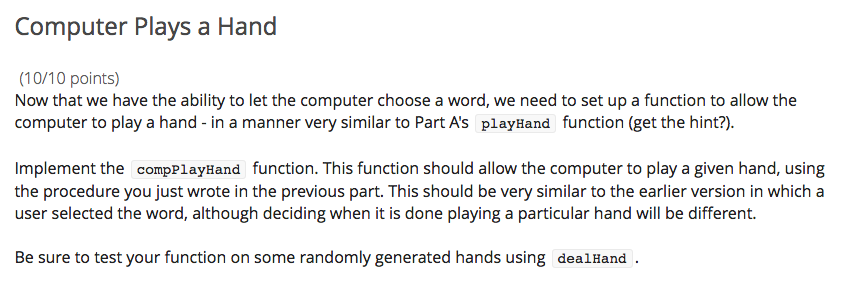 Computer Plays a Hand
(10/10 points)
Now that we have the ability to let the computer choose a word, we need to set up a function to allow the
computer to play a hand - in a manner very similar to Part A's playHand function (get the hint?).
Implement the compPlayHand function. This function should allow the computer to play a given hand, using
the procedure you just wrote in the previous part. This should be very similar to the earlier version in which a
user selected the word, although deciding when it is done playing a particular hand will be different.
Be sure to test your function on some randomly generated hands using dealHand.